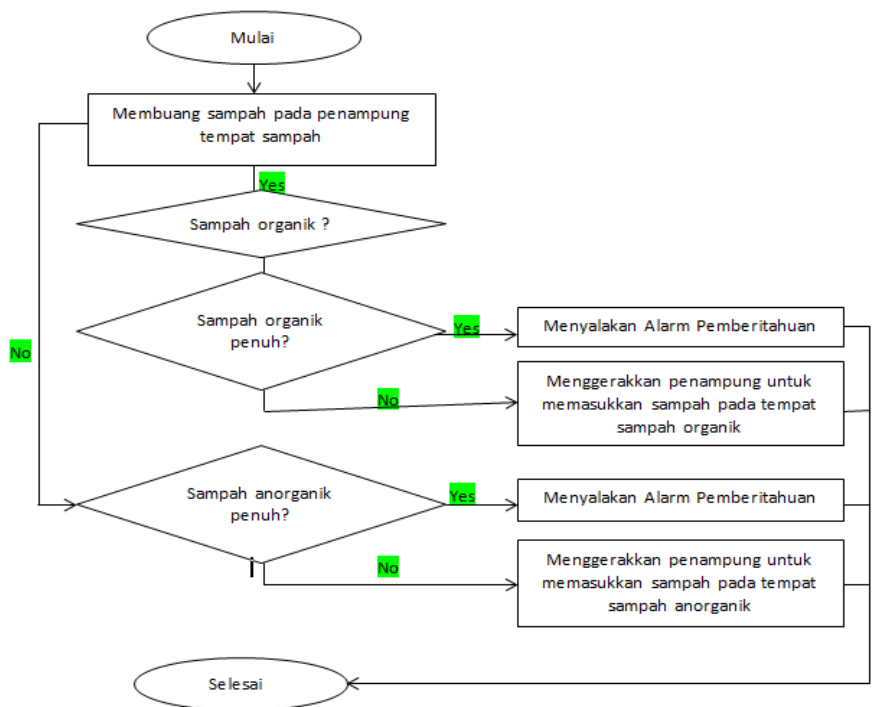 Mulai
Membuang sampah pada penampung
tempat sampah
Yes
Sampah organik ?
Sampah organik
penuh?
Yes
Menyalakan Alarm Pemberitahuan
No
No
Menggerakkan penampung untuk
memasukkan sampah pada tempat
sampah organik
Sampah anorganik
penuh?
Yes
Menyalakan Alarm Pemberitahuan
No
Menggerakkan penampung untuk
memasukkan sampah pada tempat
sampah anorganik
Selesai